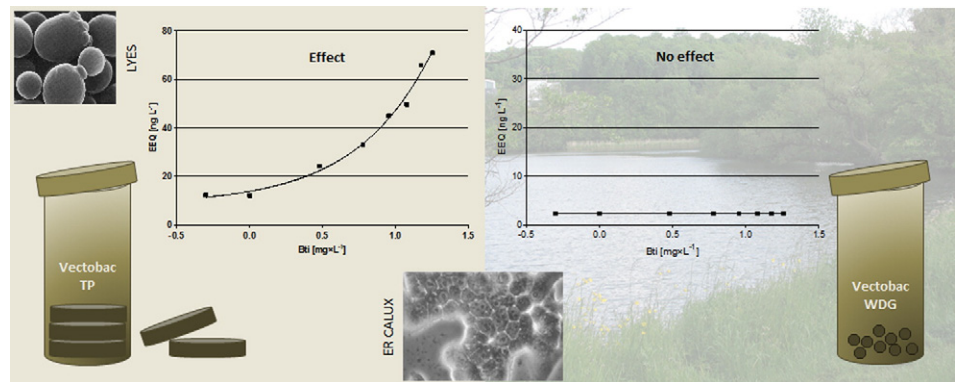 LYES
Effect
EEQ [ng L-1]
80
60
40
20
0
-0.5
0.0
0.5
1.0
1.5
Bti [mg×L-1]
Vectobac
TP
No effect
EEQ [ng L-1]
40
30
20
10
0
-0.5
0.0
0.5
1.0
1.5
Bti [mg×L-1]
ER CALUX
Vectobac
WDG